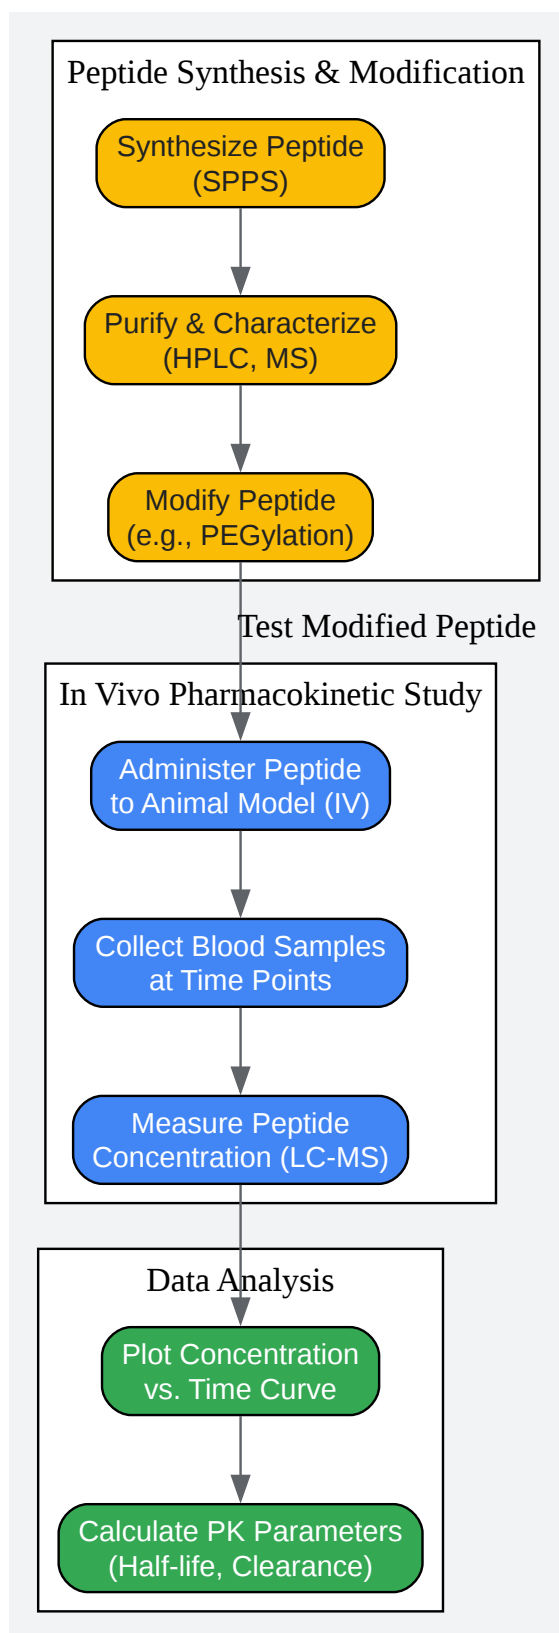 Peptide Synthesis & Modification
Synthesize Peptide
(SPPS)
Purify & Characterize
(HPLC, MS)
Modify Peptide
(e.g., PEGylation)
Test Modified Peptide
In Vivo Pharmacokinetic Study
Administer Peptide
to Animal Model (IV)
Collect Blood Samples
at Time Points
Measure Peptide
Concentration (LC-MS)
Data Analysis
Plot Concentration
vs. Time Curve
Calculate PK Parameters
(Half-life, Clearance)